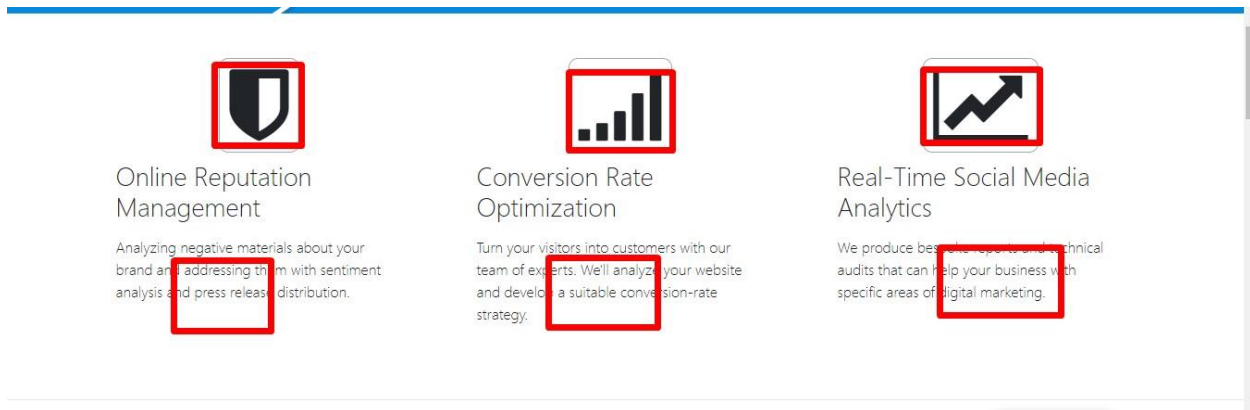 Online Reputation
Management
Analyzing negative materials about your
brand and addressing them with sentiment
analysis and press release distribution.
Conversion Rate
Optimization
Turn your visitors into customers with our
team of experts. We'll analyze your website
and develop a suitable conversion-rate
strategy.
Real-Time Social Media
Analytics
We produce bespoke reports and technical
audits that can help your business with
specific areas of digital marketing.